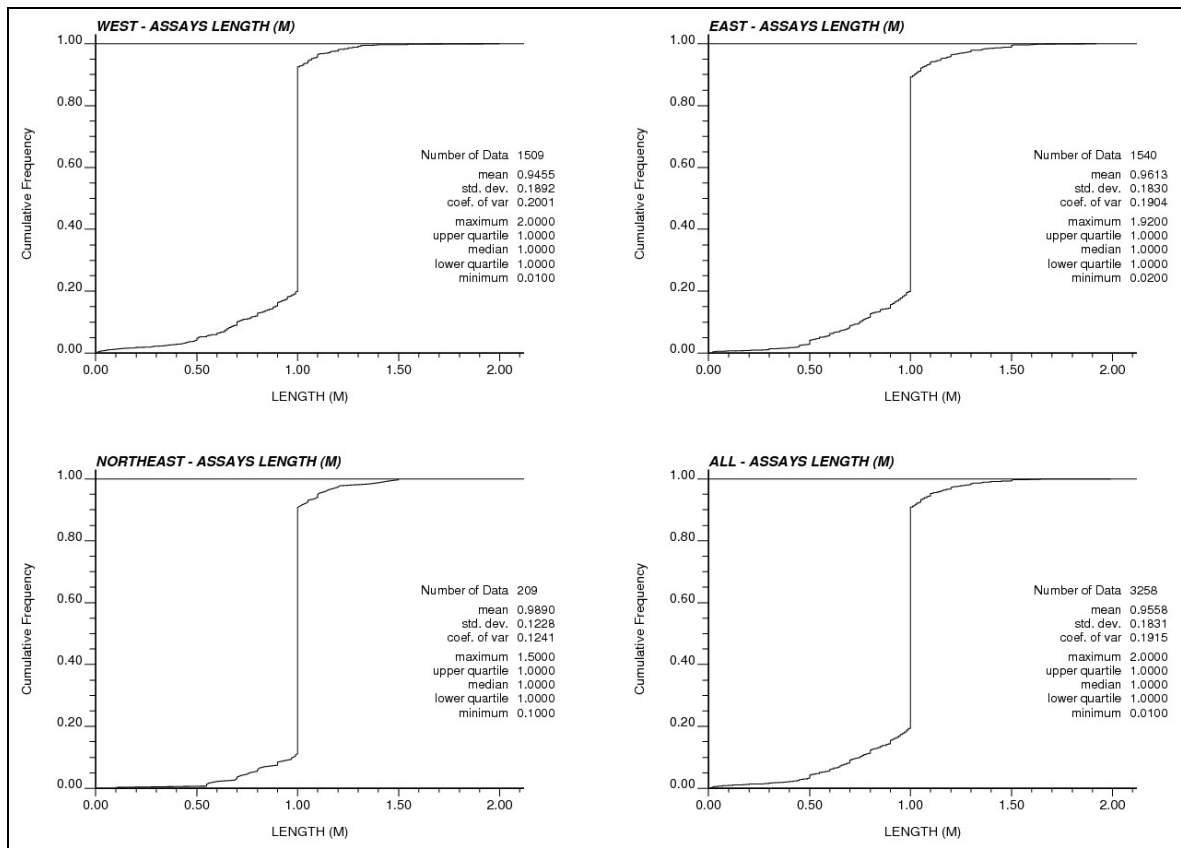 WEST - ASSAYS LENGTH (M)
Cumulative Frequency
1.00
0.80
0.60
0.40
0.20
0.00
Number of Data 1509
mean 0.9455
std. dev. 0.1892
coef. of var 0.2001
maximum 2.0000
upper quartile 1.0000
median 1.0000
lower quartile 1.0000
minimum 0.0100
0.00 0.50 1.00 1.50 2.00
LENGTH (M)
EAST - ASSAYS LENGTH (M)
Cumulative Frequency
1.00
0.80
0.60
0.40
0.20
0.00
Number of Data 1540
mean 0.9613
std. dev. 0.1830
coef. of var 0.1904
maximum 1.9200
upper quartile 1.0000
median 1.0000
lower quartile 1.0000
minimum 0.0200
0.00 0.50 1.00 1.50 2.00
LENGTH (M)
NORTHEAST - ASSAYS LENGTH (M)
Cumulative Frequency
1.00
0.80
0.60
0.40
0.20
0.00
Number of Data 209
mean 0.9890
std. dev. 0.1228
coef. of var 0.1241
maximum 1.5000
upper quartile 1.0000
median 1.0000
lower quartile 1.0000
minimum 0.1000
0.00 0.50 1.00 1.50 2.00
LENGTH (M)
ALL - ASSAYS LENGTH (M)
Cumulative Frequency
1.00
0.80
0.60
0.40
0.20
0.00
Number of Data 3258
mean 0.9558
std. dev. 0.1831
coef. of var 0.1915
maximum 2.0000
upper quartile 1.0000
median 1.0000
lower quartile 1.0000
minimum 0.0100
0.00 0.50 1.00 1.50 2.00
LENGTH (M)